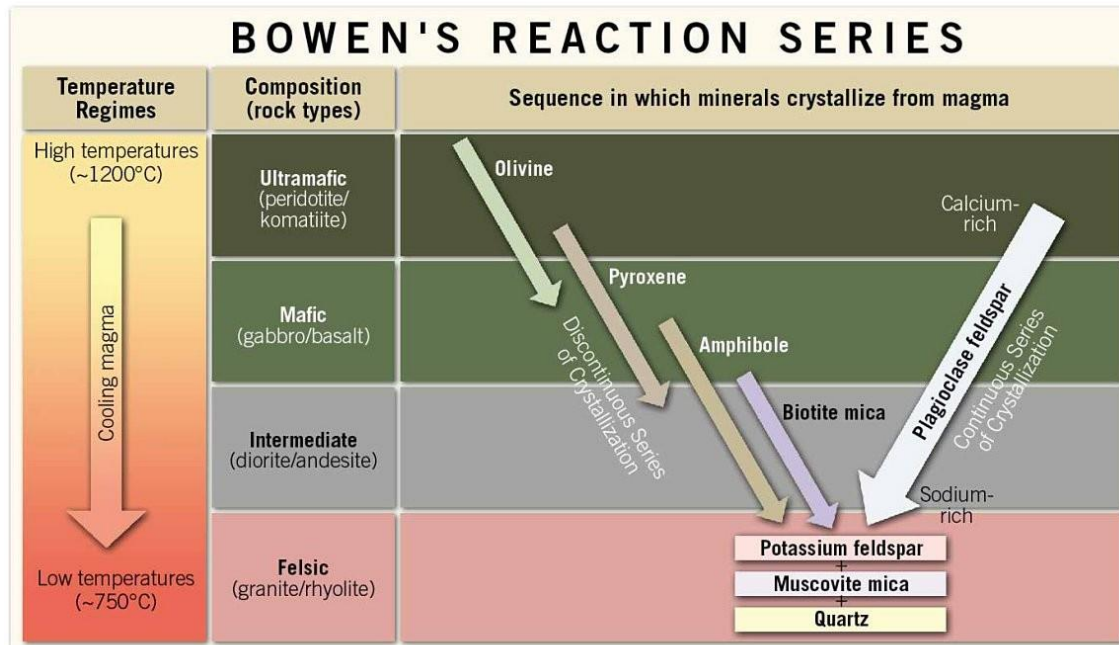 BOWEN'S REACTION SERIES
Temperature
Regimes
Composition
(rock types)
Sequence in which minerals crystallize from magma
High temperatures
(~1200°C)
Cooling magma
Low temperatures
(~750°C)
Ultramafic
(peridotite/
komatiite)
Mafic
(gabbro/basalt)
Intermediate
(diorite/andesite)
Felsic
(granite/rhyolite)
Olivine
Pyroxene
Amphibole
Biotite mica
Discontinuous Series
of Crystallization
Calcium-
rich
Plagioclase feldspar
Continuous Series
of Crystallization
Sodium-
rich
Potassium feldspar
+
Muscovite mica
+
Quartz